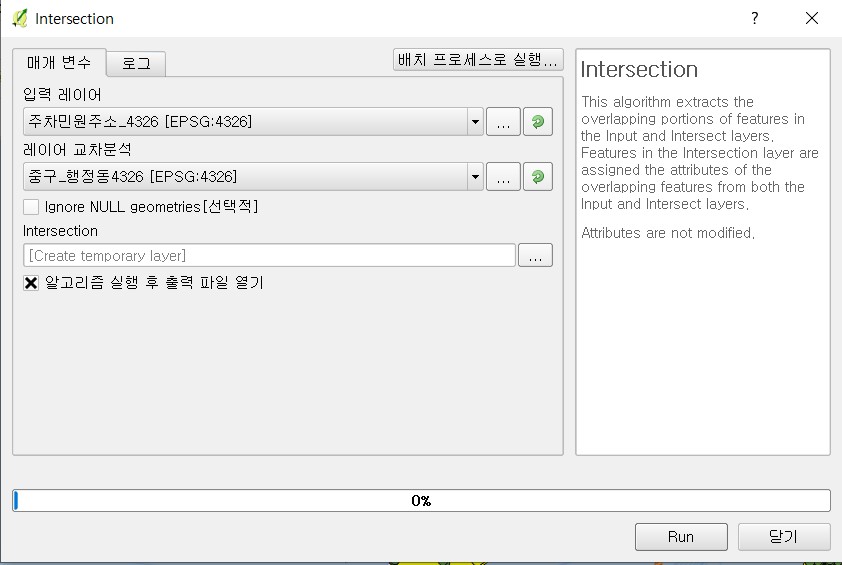 Intersection
?
매개 변수
로그
배치 프로세스로 실행...
입력 레이어
주차민원주소_4326 [EPSG:4326]
...
레이어 교차분석
중구_행정동4326 [EPSG:4326]
...
Ignore NULL geometries[선택적]
Intersection
[Create temporary layer]
...
알고리즘 실행 후 출력 파일 열기
Intersection
This algorithm extracts the
overlapping portions of features in
the Input and Intersect layers.
Features in the Intersection layer are
assigned the attributes of the
overlapping features from both the
Input and Intersect layers.
Attributes are not modified.
0%
Run
닫기